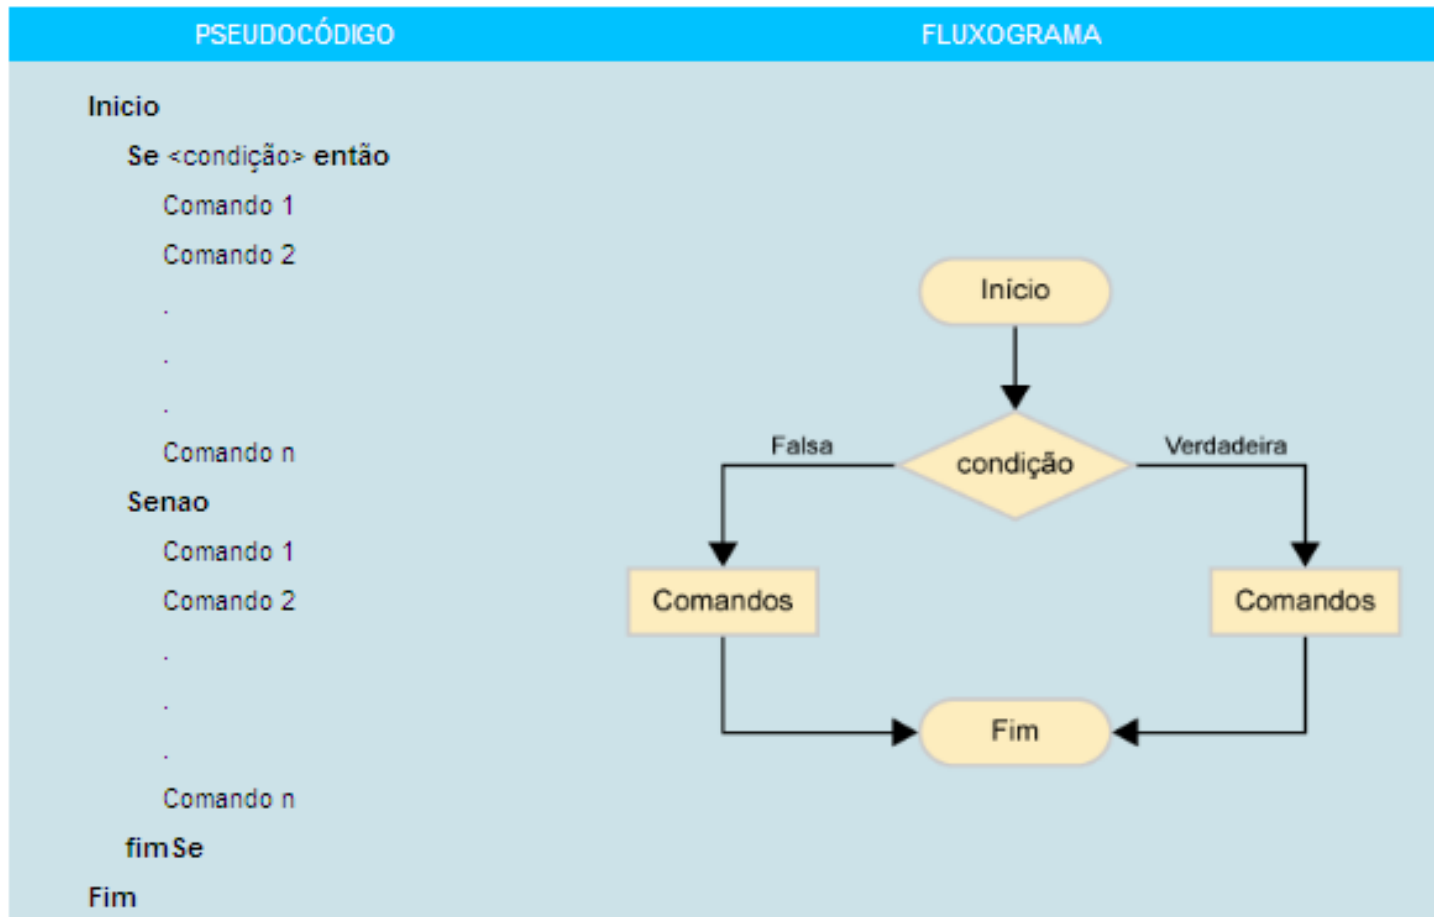 PSEUDOCÓDIGO
FLUXOGRAMA
Inicio
Se <condição> então
Comando 1
Comando 2
.
.
.
Comando n
Senao
Comando 1
Comando 2
.
.
.
Comando n
fimSe
Fim
Início
Falsa
condição
Verdadeira
Comandos
Comandos
Fim